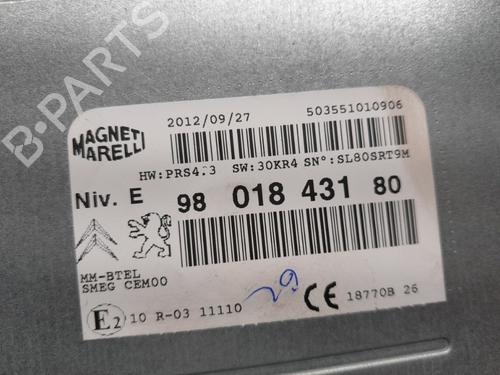 B-PARTS
MAGNETI
MARELLI
2012/09/27 503551010906
HW:PRS4.3 SW:30KR4 SN°:SL80SRT9M
Niv. E 98 018 431 80
MM-BTEL
SMEG CEM00
E2 10 R-03 11110
29 CE 18770B 26